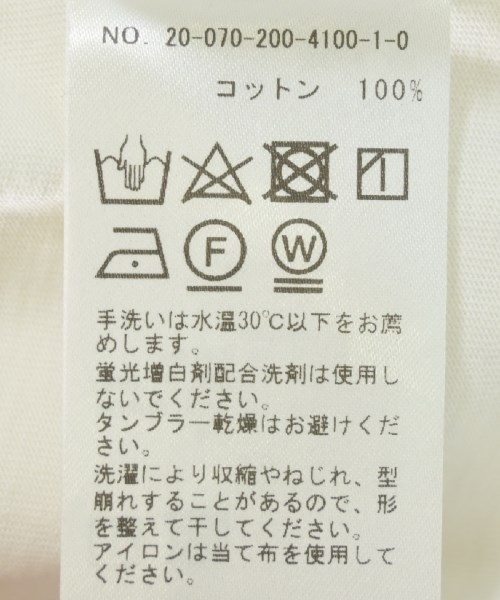 NO. 20-070-200-4100-1-0
コットン 100%
F
W
手洗いは水温30℃以下をお薦
めします。
蛍光増白剤配合洗剤は使用し
ないでください。
タンブラー乾燥はお避けくだ
さい。
洗濯により収縮やねじれ、型
崩れすることがあるので、形
を整えて干してください。
アイロンは当て布を使用して
ください。